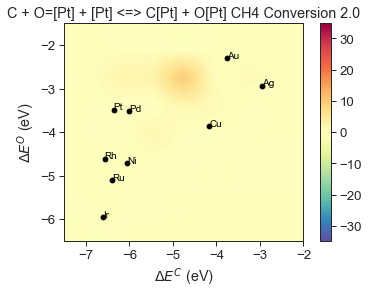 C + O=[Pt] + [Pt] <=> C[Pt] + O[Pt] CH4 Conversion 2.0
−2
−3
−4
−5
−6
ΔE^O (eV)
Au
Ag
Pt
Pd
Cu
Rh
Ni
Ru
Ir
−7
−6
−5
−4
−3
−2
ΔE^C (eV)
30
20
10
0
−10
−20
−30